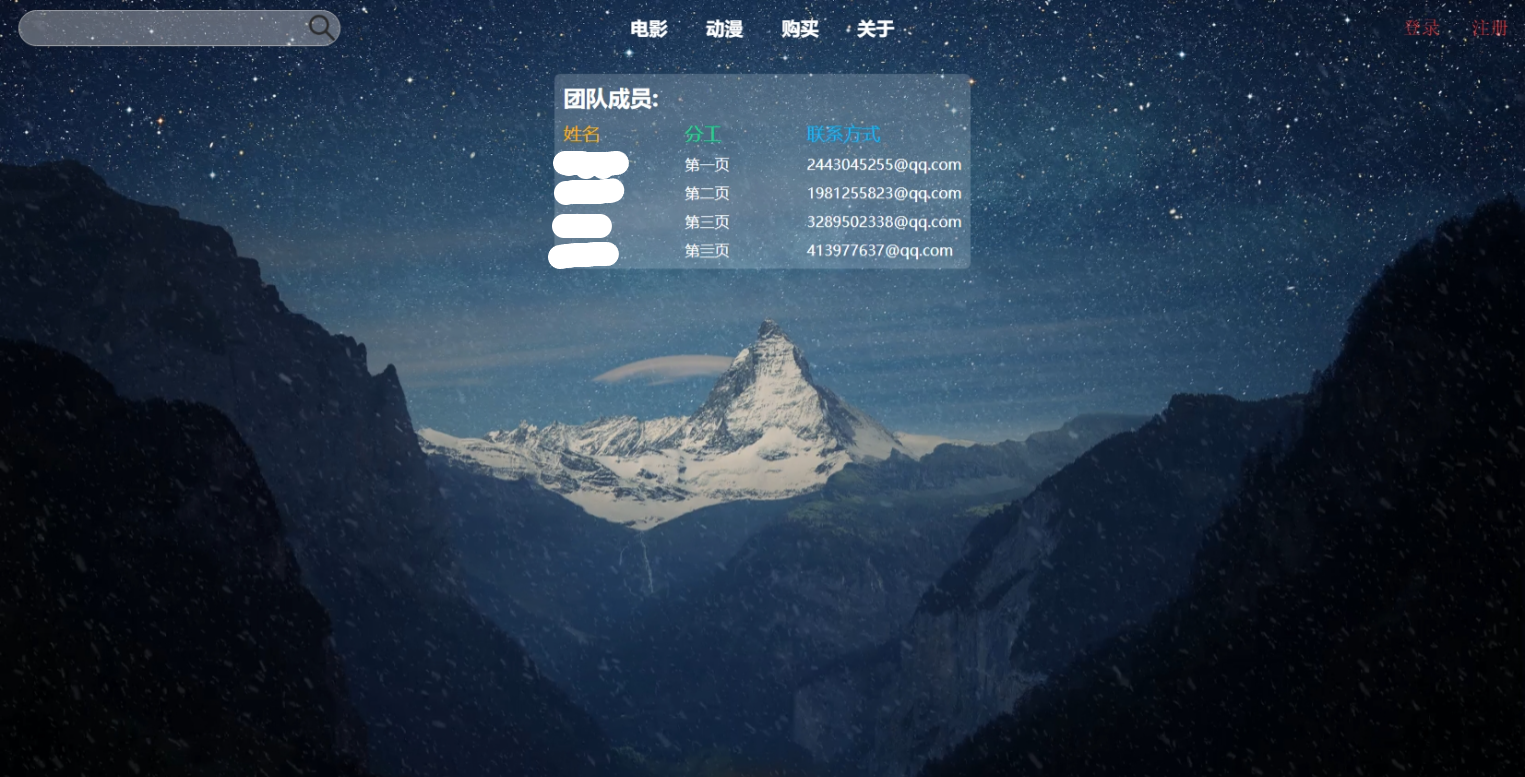 电影 动漫 购买 关于
登录 注册
团队成员:
姓名 分工 联系方式
第一页 2443045255@qq.com
第二页 1981255823@qq.com
第三页 3289502338@qq.com
第三页 413977637@qq.com